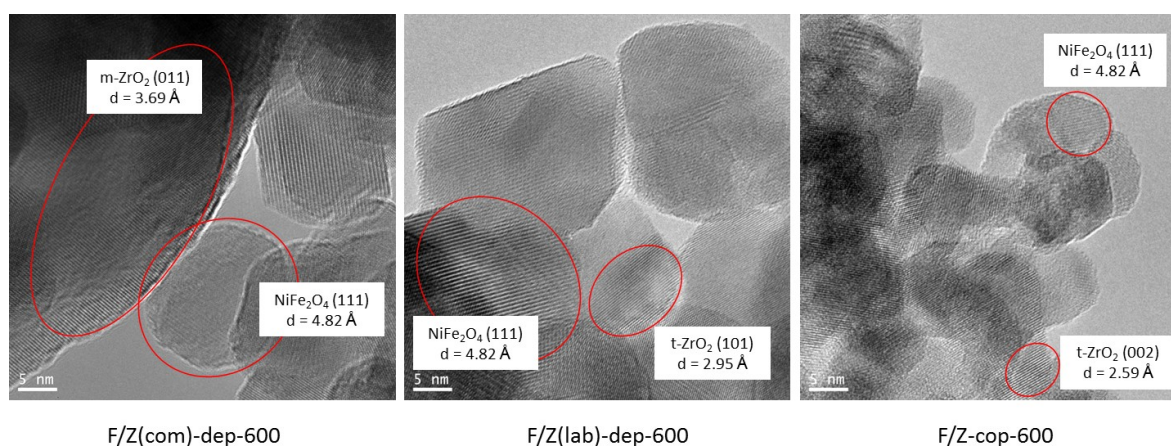 m-ZrO₂ (011)
d = 3.69 Å
NiFe₂O₄ (111)
d = 4.82 Å
5 nm
F/Z(com)-dep-600
NiFe₂O₄ (111)
d = 4.82 Å
t-ZrO₂ (101)
d = 2.95 Å
5 nm
F/Z(lab)-dep-600
NiFe₂O₄ (111)
d = 4.82 Å
t-ZrO₂ (002)
d = 2.59 Å
5 nm
F/Z-cop-600